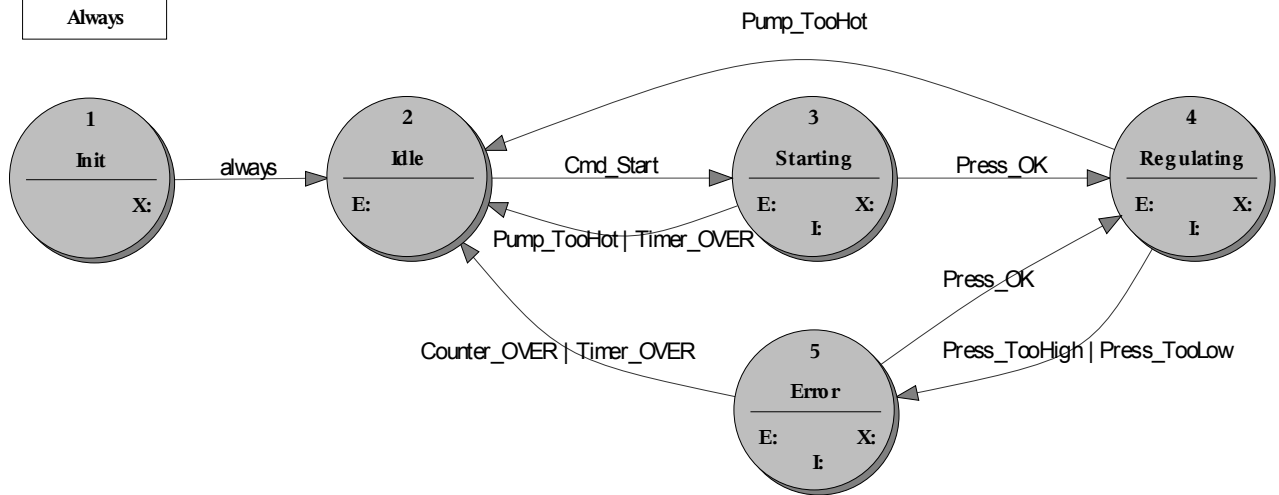 Always
Pump_TooHot
1
Init
X:
always
2
Idle
E:
Cmd_Start
3
Starting
E: X:
I:
Press_OK
4
Regulating
E: X:
I:
Pump_TooHot | Timer_OVER
Press_OK
Counter_OVER | Timer_OVER
5
Error
E: X:
I:
Press_TooHigh | Press_TooLow